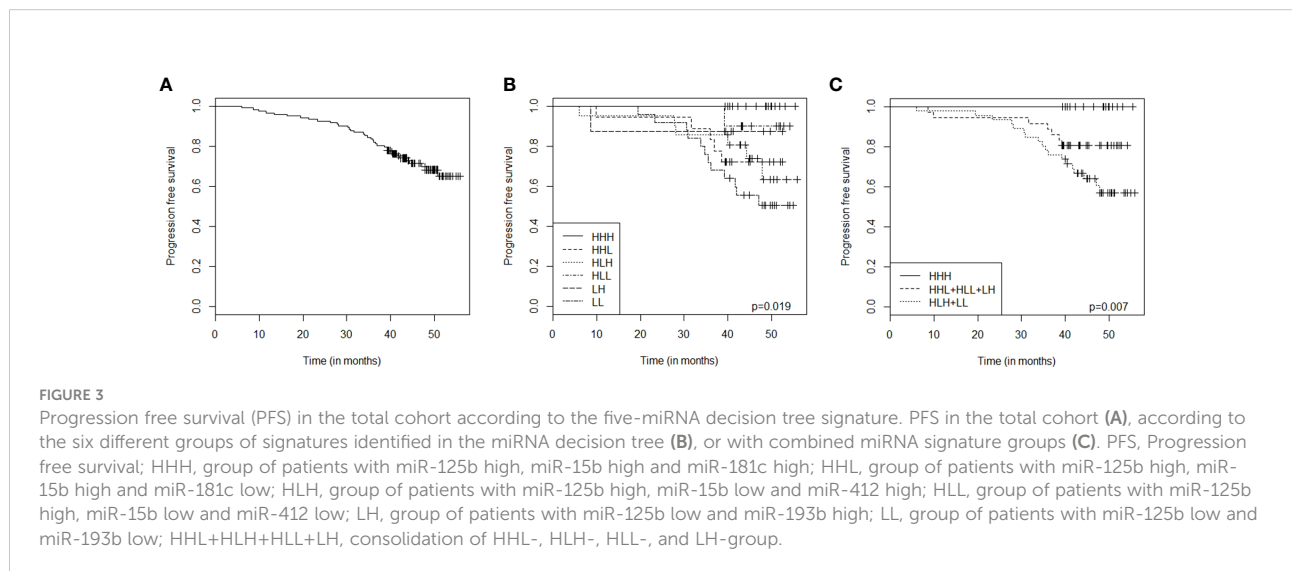 A
B
C
Progression free survival
0.0
0.2
0.4
0.6
0.8
1.0
0
10
20
30
40
50
Time (in months)
Progression free survival
0.0
0.2
0.4
0.6
0.8
1.0
HHH
HHL
HLH
HLL
LH
LL
p=0.019
0
10
20
30
40
50
Time (in months)
Progression free survival
0.0
0.2
0.4
0.6
0.8
1.0
HHH
HHL+HLL+LH
HLH+LL
p=0.007
0
10
20
30
40
50
Time (in months)
FIGURE 3
Progression free survival (PFS) in the total cohort according to the five-miRNA decision tree signature. PFS in the total cohort (A), according to
the six different groups of signatures identified in the miRNA decision tree (B), or with combined miRNA signature groups (C). PFS, Progression
free survival; HHH, group of patients with miR-125b high, miR-15b high and miR-181c high; HHL, group of patients with miR-125b high, miR-
15b high and miR-181c low; HLH, group of patients with miR-125b high, miR-15b low and miR-412 high; HLL, group of patients with miR-125b
high, miR-15b low and miR-412 low; LH, group of patients with miR-125b low and miR-193b high; LL, group of patients with miR-125b low and
miR-193b low; HHL+HLH+HLL+LH, consolidation of HHL-, HLH-, HLL-, and LH-group.